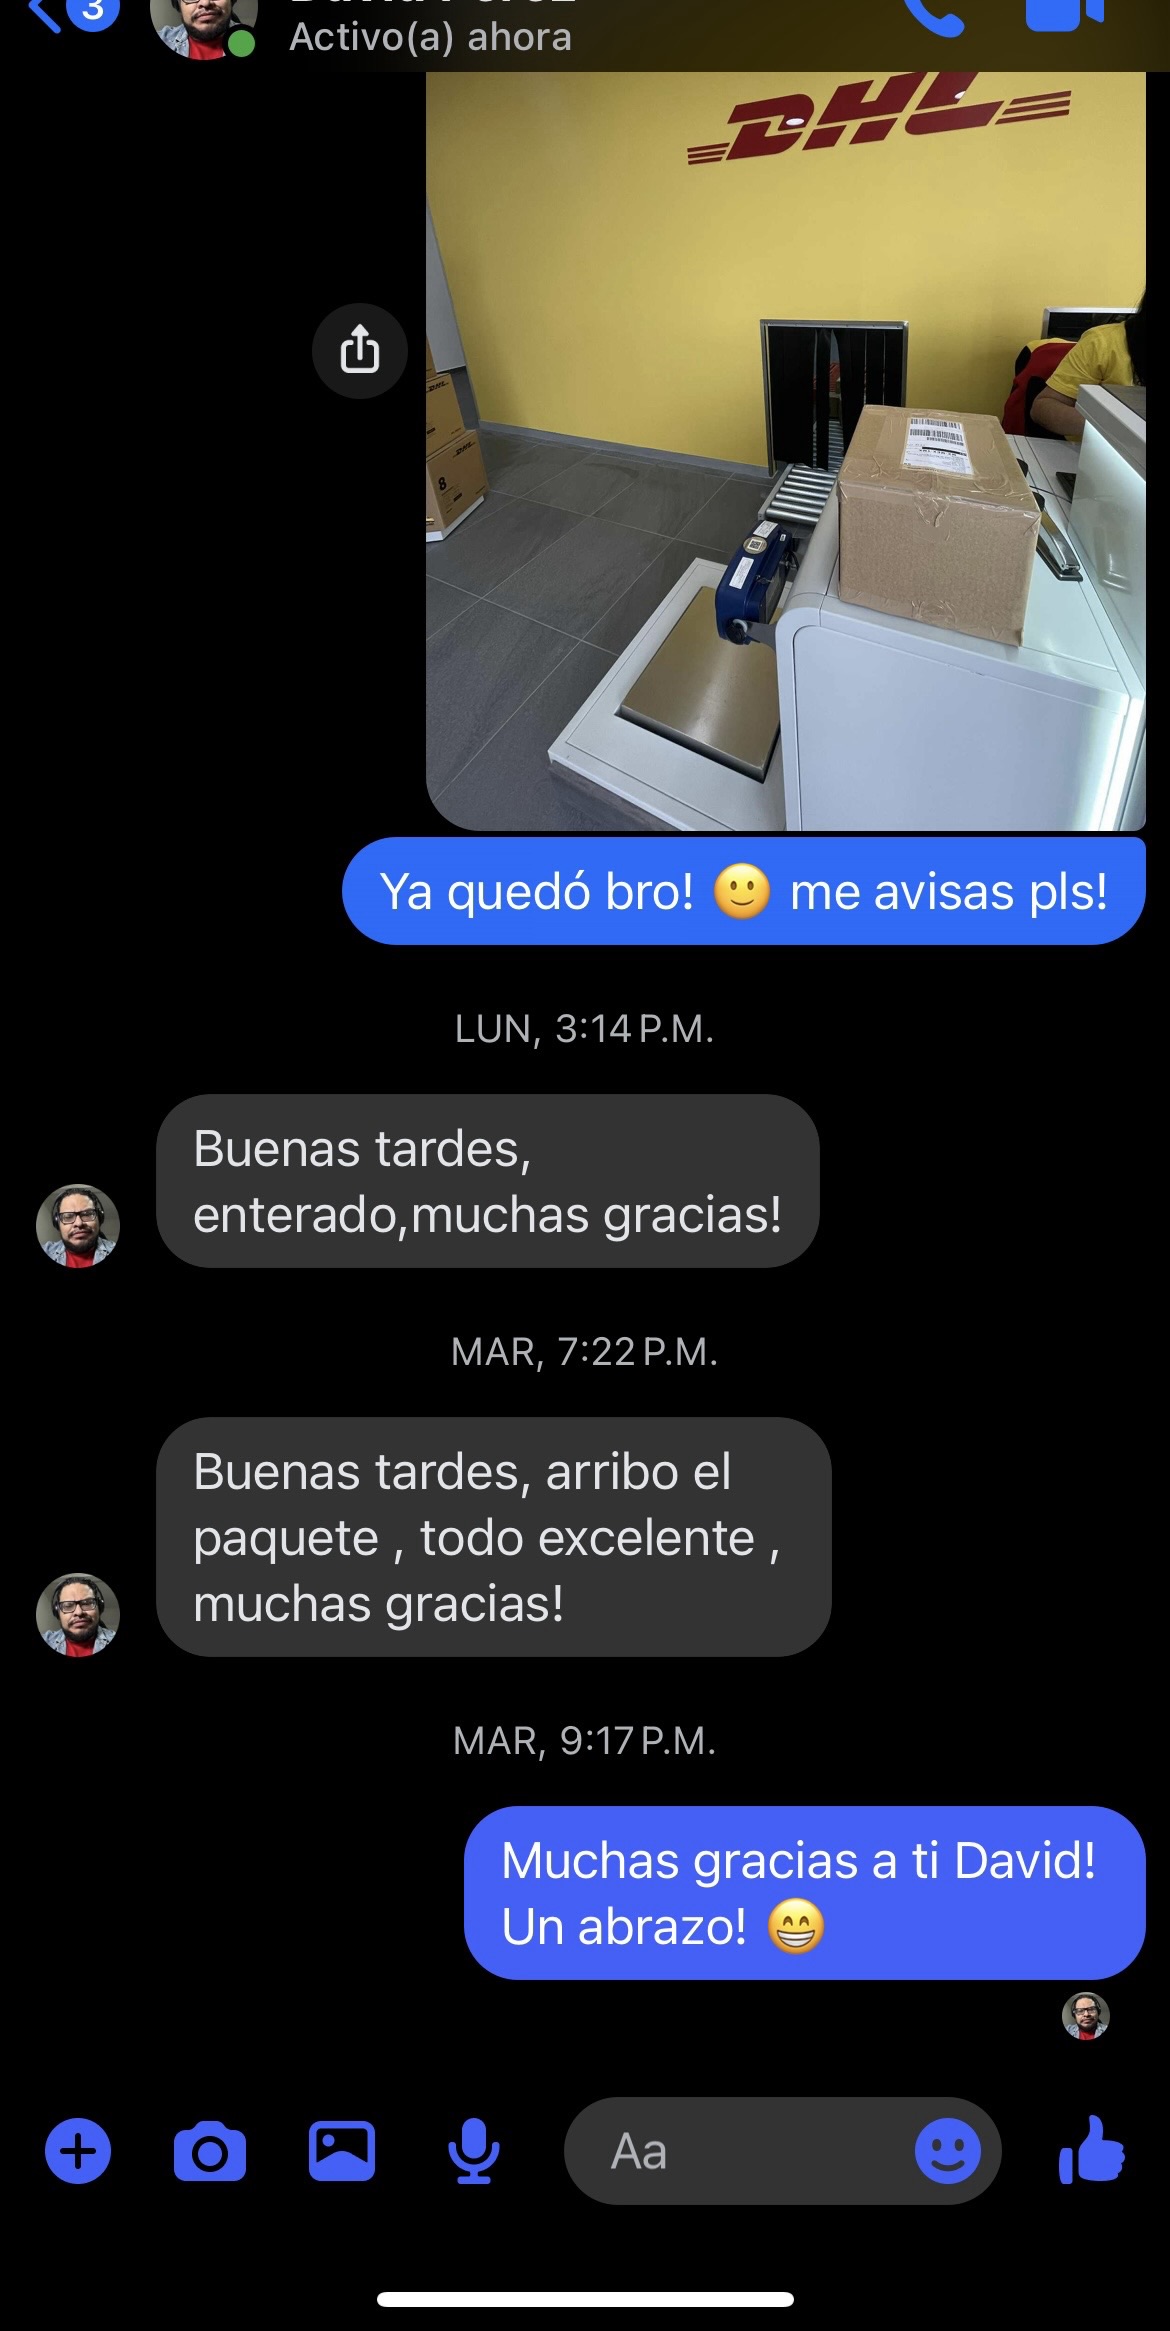 3
Activo(a) ahora
DHL
8
Ya quedó bro! 🙂 me avisas pls!
LUN, 3:14 P.M.
Buenas tardes,
enterado,muchas gracias!
MAR, 7:22 P.M.
Buenas tardes, arribo el
paquete , todo excelente ,
muchas gracias!
MAR, 9:17 P.M.
Muchas gracias a ti David!
Un abrazo! 😁
Aa